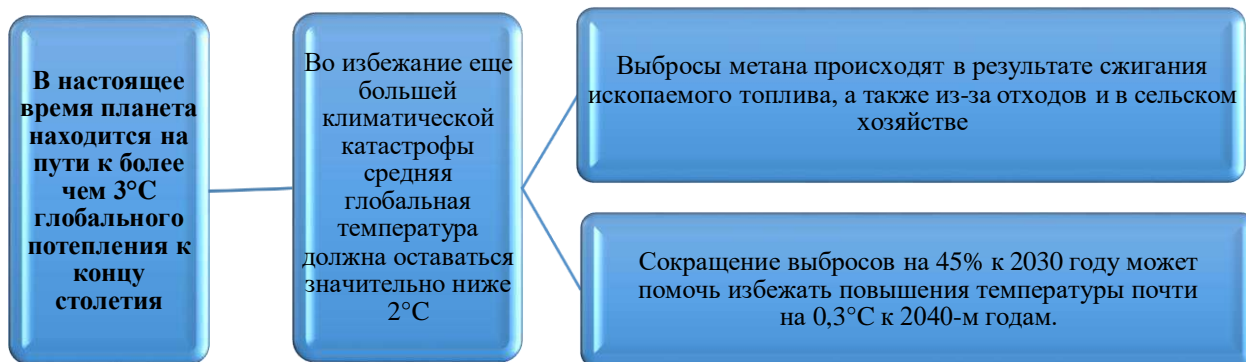 В настоящее
время планета
находится на
пути к более
чем 3°С
глобального
потепления к
концу
столетия
Во избежание еще
большей
климатической
катастрофы
средняя
глобальная
температура
должна оставаться
значительно ниже
2°С
Выбросы метана происходят в результате сжигания
ископаемого топлива, а также из-за отходов и в сельском
хозяйстве
Сокращение выбросов на 45% к 2030 году может
помочь избежать повышения температуры почти
на 0,3°С к 2040-м годам.